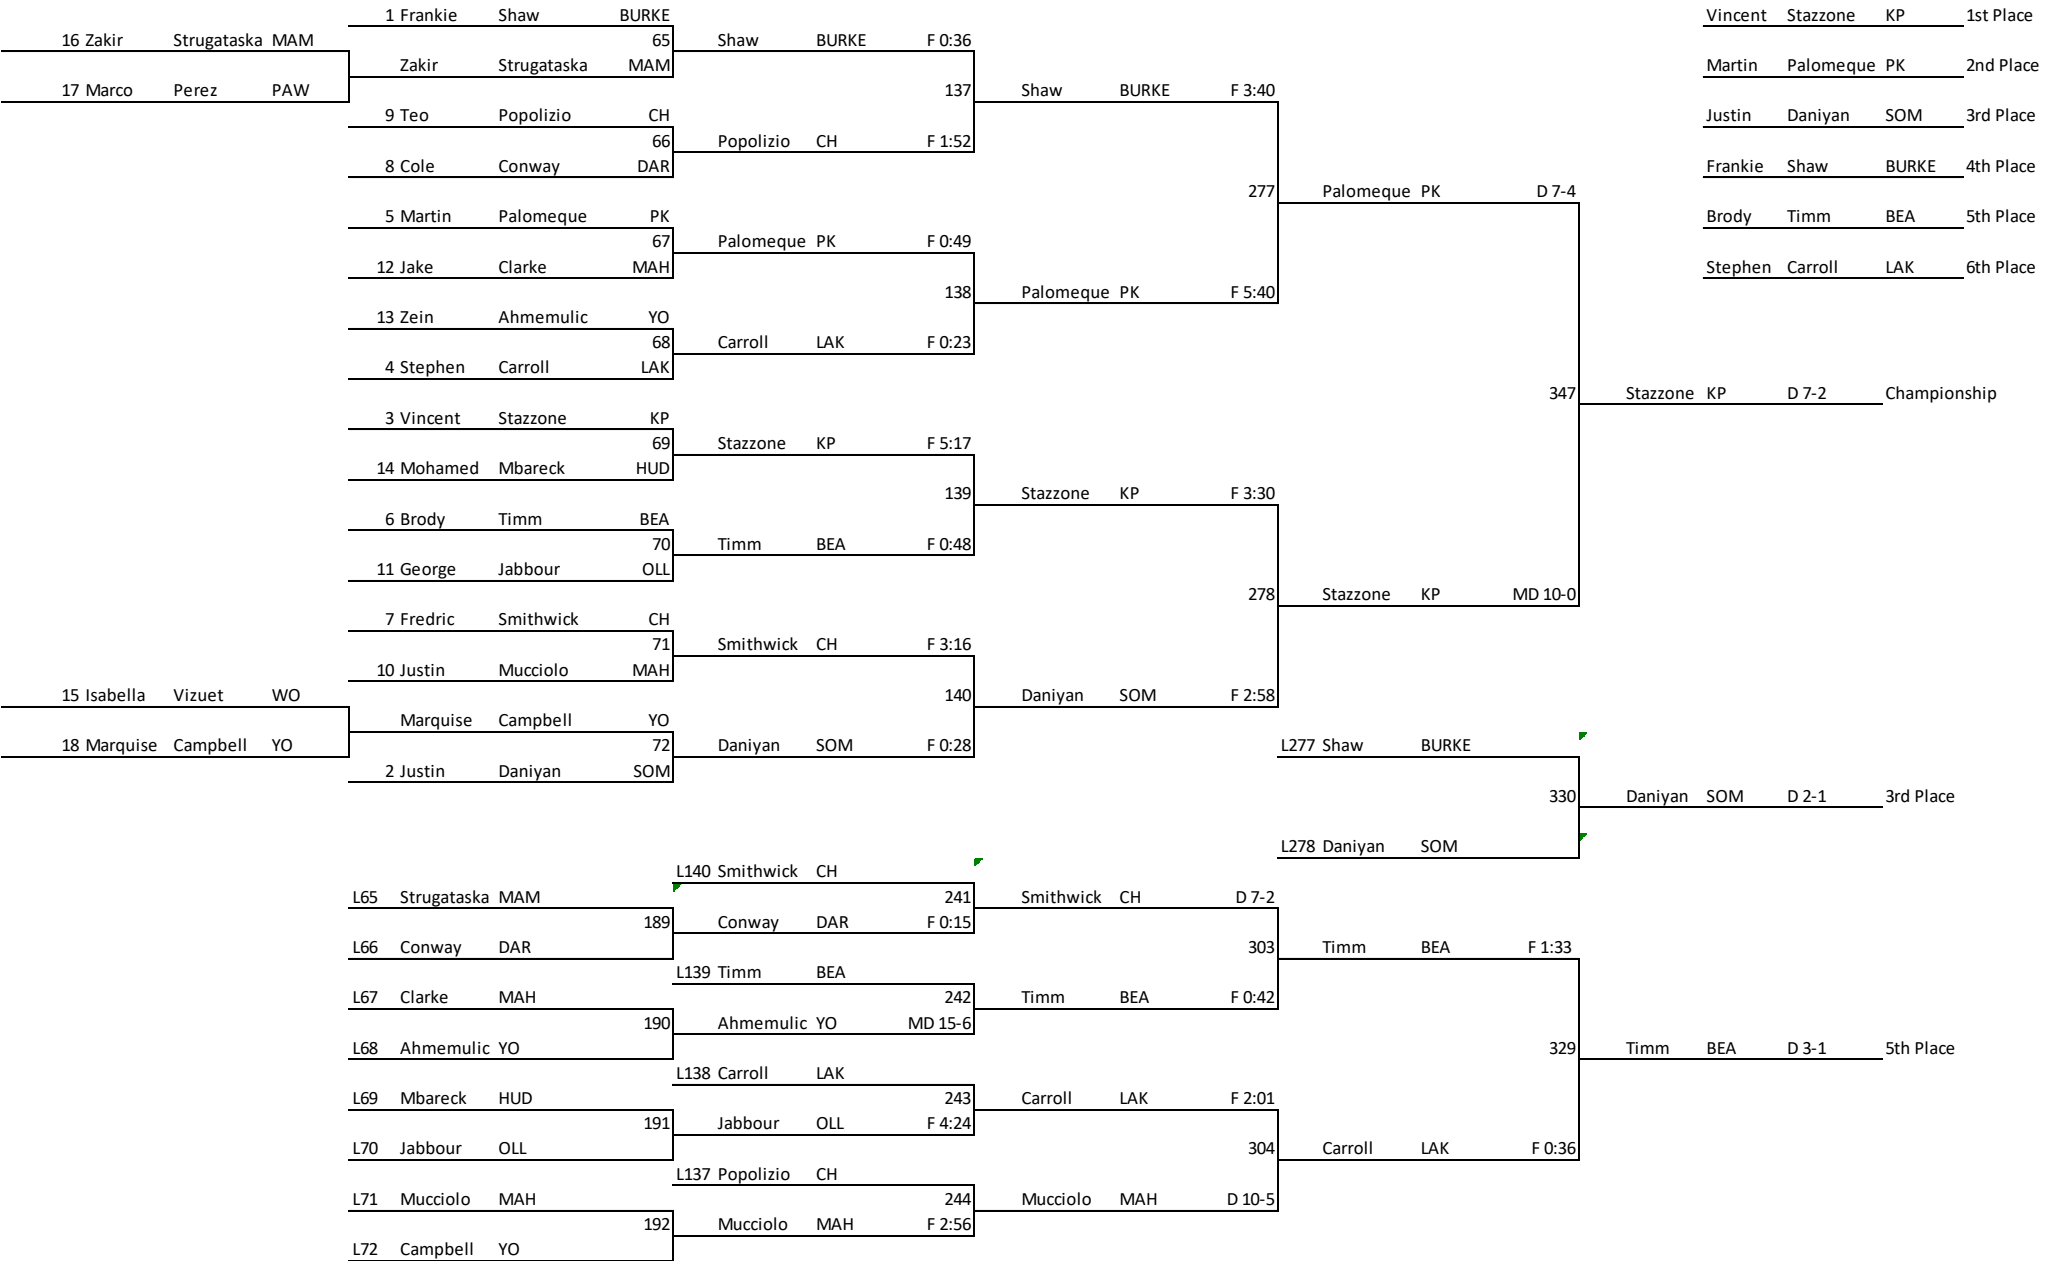 1 Frankie Shaw BURKE Vincent Stazzone KP 1st Place
16 Zakir Strugataska MAM 65 Shaw BURKE F 0:36
Zakir Strugataska MAM Martin Palomeque PK 2nd Place
17 Marco Perez PAW 137 Shaw BURKE F 3:40
9 Teo Popolizio CH Justin Daniyan SOM 3rd Place
66 Popolizio CH F 1:52
8 Cole Conway DAR Frankie Shaw BURKE 4th Place
277 Palomeque PK D 7-4
5 Martin Palomeque PK Brody Timm BEA 5th Place
67 Palomeque PK F 0:49
12 Jake Clarke MAH Stephen Carroll LAK 6th Place
138 Palomeque PK F 5:40
13 Zein Ahmemulic YO
68 Carroll LAK F 0:23
4 Stephen Carroll LAK
347 Stazzone KP D 7-2 Championship
3 Vincent Stazzone KP
69 Stazzone KP F 5:17
14 Mohamed Mbareck HUD
139 Stazzone KP F 3:30
6 Brody Timm BEA
70 Timm BEA F 0:48
11 George Jabbour OLL
278 Stazzone KP MD 10-0
7 Fredric Smithwick CH
71 Smithwick CH F 3:16
10 Justin Mucciolo MAH
15 Isabella Vizuet WO 140 Daniyan SOM F 2:58
Marquise Campbell YO
18 Marquise Campbell YO 72 Daniyan SOM F 0:28 L277 Shaw BURKE
2 Justin Daniyan SOM
330 Daniyan SOM D 2-1 3rd Place
L278 Daniyan SOM
L140 Smithwick CH
L65 Strugataska MAM 241 Smithwick CH D 7-2
189 Conway DAR F 0:15
L66 Conway DAR 303 Timm BEA F 1:33
L139 Timm BEA
L67 Clarke MAH 242 Timm BEA F 0:42
190 Ahmemulic YO MD 15-6
L68 Ahmemulic YO 329 Timm BEA D 3-1 5th Place
L138 Carroll LAK
L69 Mbareck HUD 243 Carroll LAK F 2:01
191 Jabbour OLL F 4:24
L70 Jabbour OLL 304 Carroll LAK F 0:36
L137 Popolizio CH
L71 Mucciolo MAH 244 Mucciolo MAH D 10-5
192 Mucciolo MAH F 2:56
L72 Campbell YO